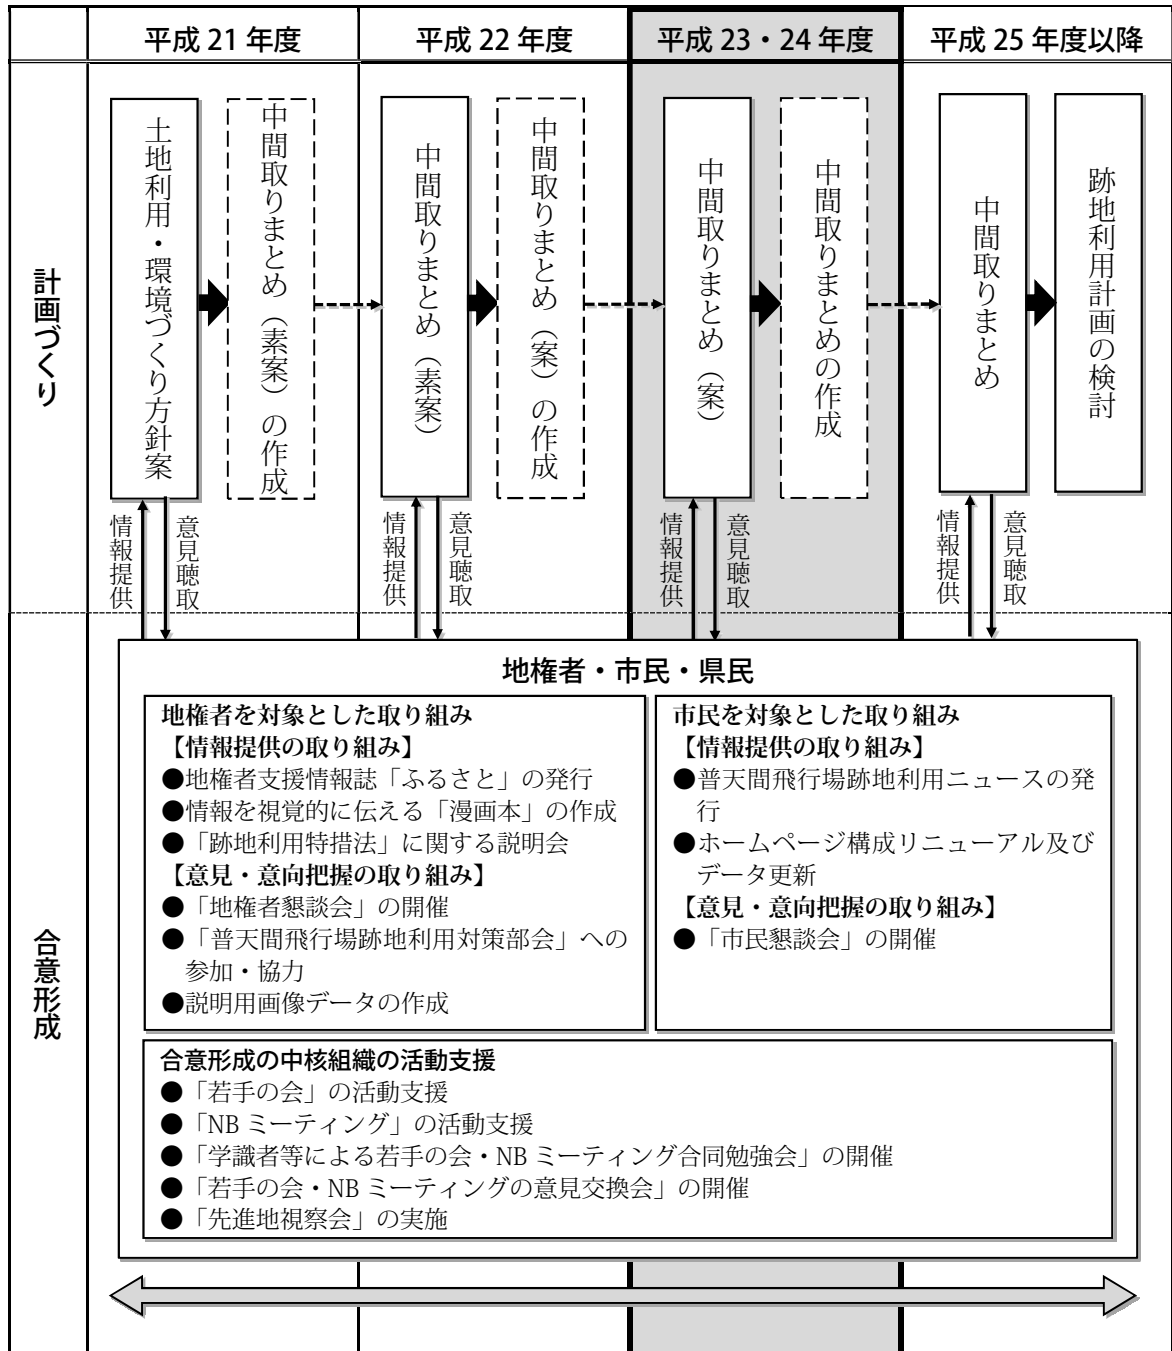 平成 21 年度
平成 22 年度
平成 23・24 年度
平成 25 年度以降
計画づくり
土地利用・環境づくり方針案
中間取りまとめ（素案）の作成
中間取りまとめ（素案）
中間取りまとめ（案）の作成
中間取りまとめ（案）
中間取りまとめの作成
中間取りまとめ
跡地利用計画の検討
情報提供
意見聴取
情報提供
意見聴取
情報提供
意見聴取
情報提供
意見聴取
合意形成
地権者・市民・県民
地権者を対象とした取り組み
【情報提供の取り組み】
●地権者支援情報誌「ふるさと」の発行
●情報を視覚的に伝える「漫画本」の作成
●「跡地利用特措法」に関する説明会
【意見・意向把握の取り組み】
●「地権者懇談会」の開催
●「普天間飛行場跡地利用対策部会」への
参加・協力
●説明用画像データの作成
市民を対象とした取り組み
【情報提供の取り組み】
●普天間飛行場跡地利用ニュースの発
行
●ホームページ構成リニューアル及び
データ更新
【意見・意向把握の取り組み】
●「市民懇談会」の開催
合意形成の中核組織の活動支援
●「若手の会」の活動支援
●「NB ミーティング」の活動支援
●「学識者等による若手の会・NB ミーティング合同勉強会」の開催
●「若手の会・NB ミーティングの意見交換会」の開催
●「先進地視察会」の実施